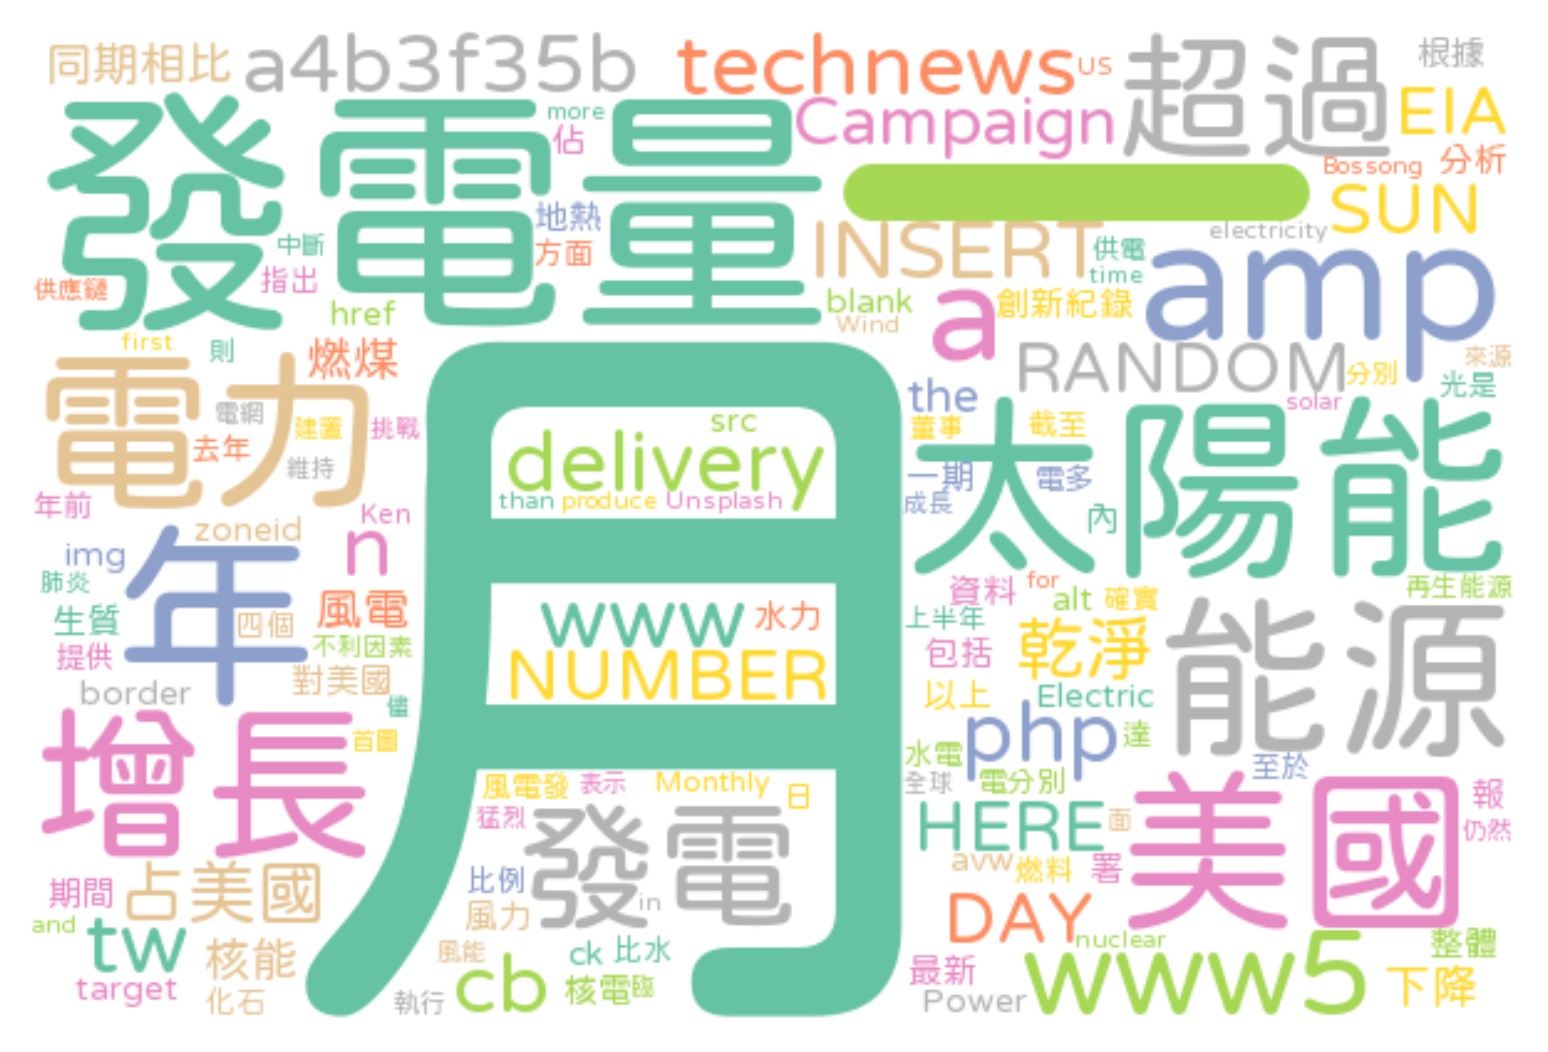 同期相比 a4b3f35b technews US 超過 根據
發電量 more 佔 Campaign EIA
一 Bossong 分析
地熱 INSERT SUN
中斷 方面 electricity
供應鏈 指出 供電 amp
href blank a 創新紀錄 time
first 則 燃煤 Wind RANDOM 分別 來源
電力 電網 建置 挑戰 月 src the solar 光是
去年 維持 delivery 董事 截至 太陽能
年前 than produce Unsplash 一期 電多
zoneid Ken 成長 內
img 年 n 資料 for 再生能源
肺炎 四個 風電 www 水力 alt 確實
生質 不利因素 上半年 能源
提供 對美國 NUMBER 包括 乾淨
border 儘 以上 Electric
增長 首圖 php 達
水電 至於
風電發 表示 Monthly 日 全球 電分別
猛烈 發電 HERE 面 美國 報
仍然
期間 占美國 比例 avw 燃料 署
and 風力 in DAY
tw 核能 風能 ck 比水 nuclear 整體
target 化石 執行 cb 核電 臨 最新 www5 下降
Power